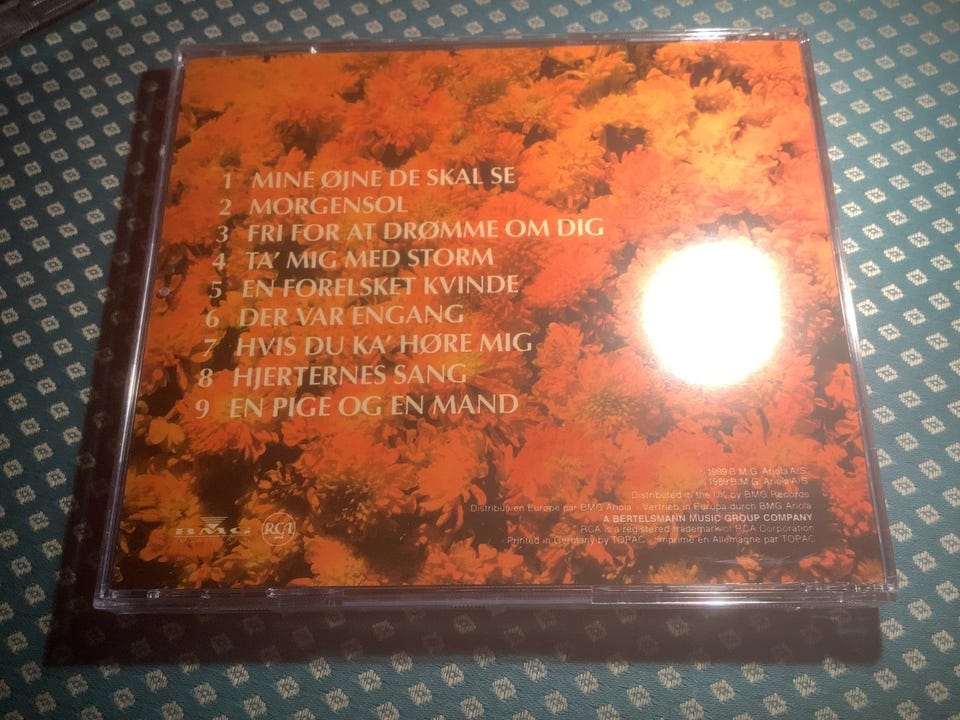 1 MINE ØJNE DE SKAL SE
2 MORGENSOL
3 FRI FOR AT DRØMME OM DIG
4 TA' MIG MED STORM
5 EN FORELSKET KVINDE
6 DER VAR ENGANG
7 HVIS DU KA' HØRE MIG
8 HJERTERNES SANG
9 EN PIGE OG EN MAND
1989 B.M.G. Ariola A/S
1989 B.M.G. Ariola A/S
Distributed in the UK by BMG Records
Distribué en Europe par BMG Ariola Vertrieb in Europa durch BMG Ariola
A BERTELSMANN MUSIC GROUP COMPANY
RCA is a registered trademark of RCA Corporation
Printed in Germany by TOPAC Imprimé en Allemagne par TOPAC
BMG RCA